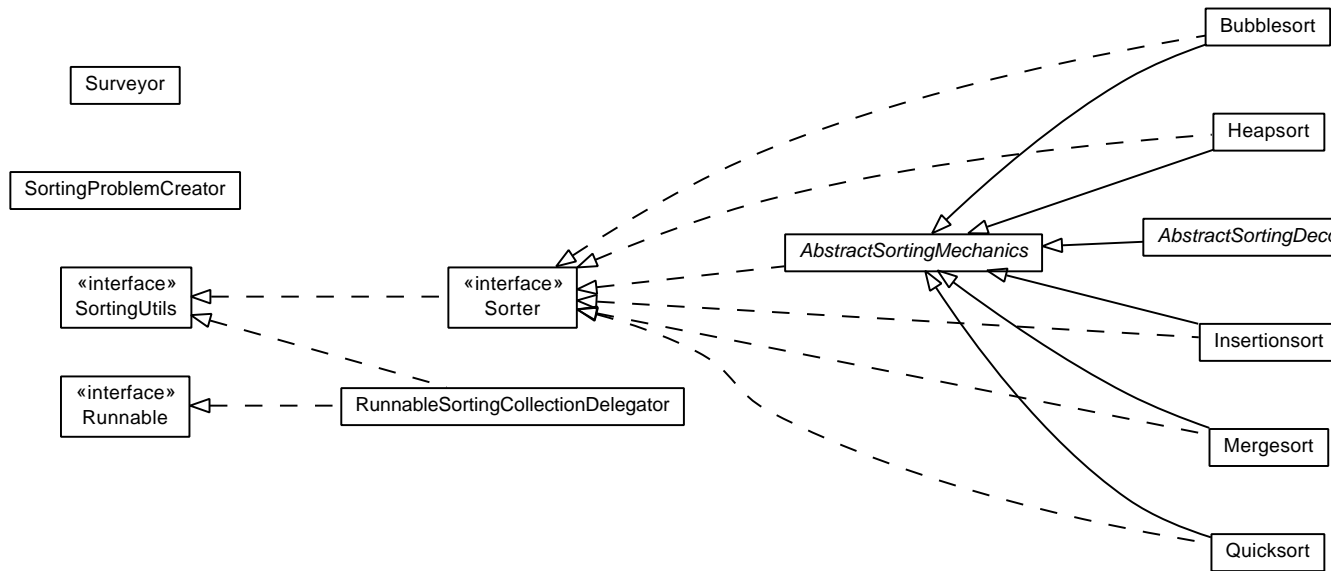 Bubblesort
Surveyor
Heapsort
SortingProblemCreator
AbstractSortingMechanics
«interface»
SortingUtils
«interface»
Sorter
Insertionsort
«interface»
Runnable
RunnableSortingCollectionDelegator
Mergesort
Quicksort